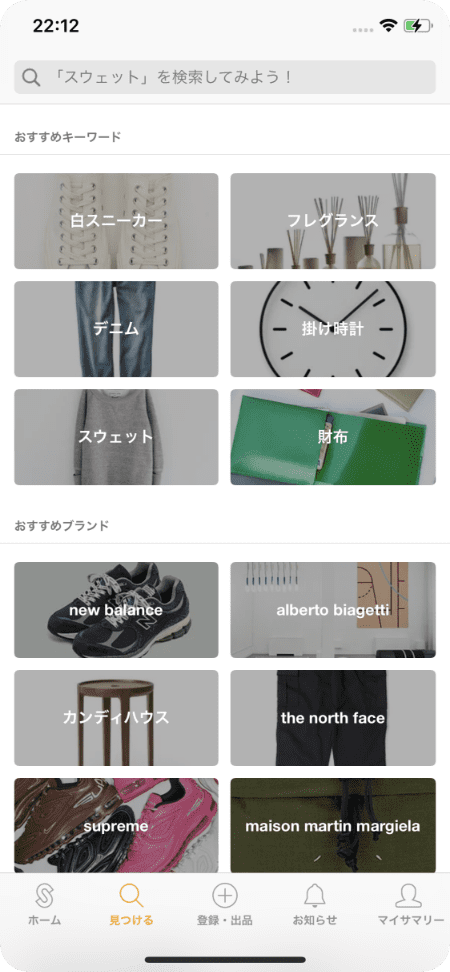 22:12
「スウェット」を検索してみよう！
おすすめキーワード
白スニーカー
フレグランス
デニム
掛け時計
スウェット
財布
おすすめブランド
new balance
alberto biagetti
カンディハウス
the north face
supreme
maison martin margiela
ホーム
見つける
登録・出品
お知らせ
マイサマリー